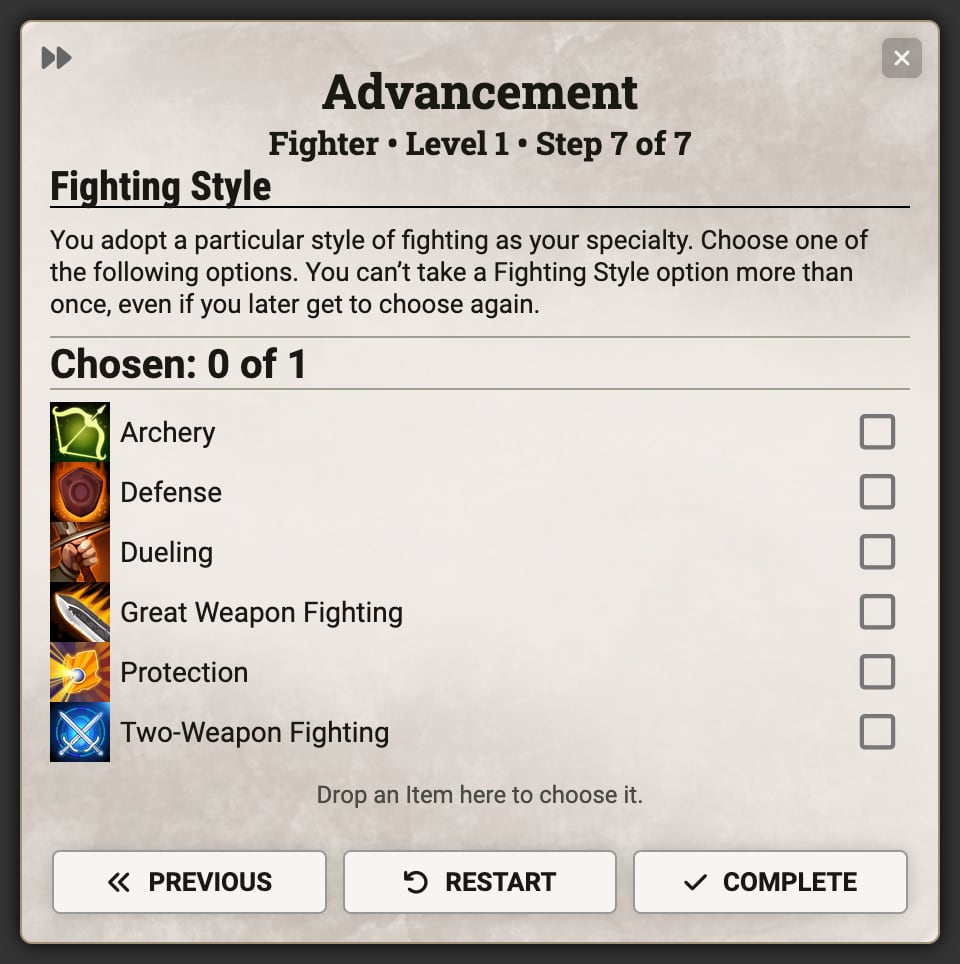 Advancement
Fighter • Level 1 • Step 7 of 7
Fighting Style
You adopt a particular style of fighting as your specialty. Choose one of
the following options. You can’t take a Fighting Style option more than
once, even if you later get to choose again.
Chosen: 0 of 1
Archery
Defense
Dueling
Great Weapon Fighting
Protection
Two-Weapon Fighting
Drop an Item here to choose it.
PREVIOUS
RESTART
COMPLETE